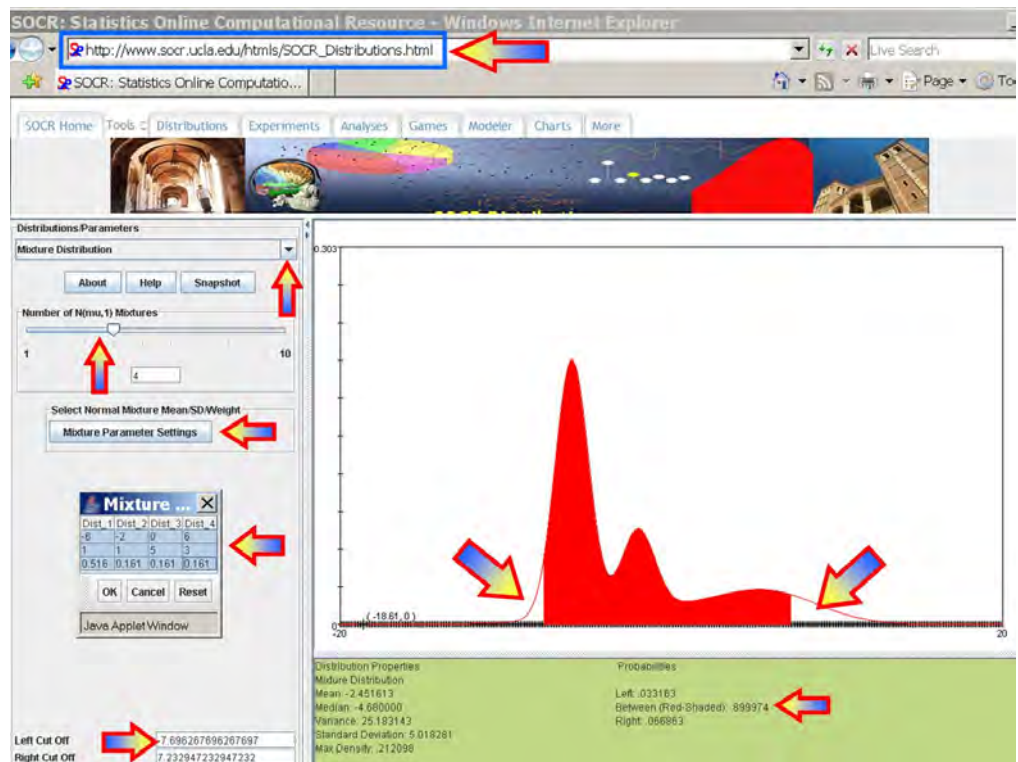 SOCR: Statistics Online Computational Resource - Windows Internet Explorer
http://www.socr.ucla.edu/htmls/SOCR_Distributions.html
Live Search
SOCR: Statistics Online Computatio...
Page
To
SOCR Home
Tools
Distributions
Experiments
Analyses
Games
Modeler
Charts
More
Distributions/Parameters
Mixture Distribution
About
Help
Snapshot
Number of N(mu,1) Mixtures
1
10
4
Select Normal Mixture Mean/SD/Weight
Mixture Parameter Settings
Mixture ...
Dist_1 Dist_2 Dist_3 Dist_4
-6 -2 0 6
1 1 5 3
0.516 0.161 0.161 0.161
OK Cancel Reset
Java Applet Window
Left Cut Off
-7.696267696267697
Right Cut Off
7.232947232947232
0.303
0
(-18.61, 0)
-20
20
Distribution Properties
Mixture Distribution
Mean: -2.451613
Median: -4.680000
Variance: 25.183143
Standard Deviation: 5.018281
Max Density: .212098
Probabilities
Left: .033163
Between (Red-Shaded): .899974
Right: .066863